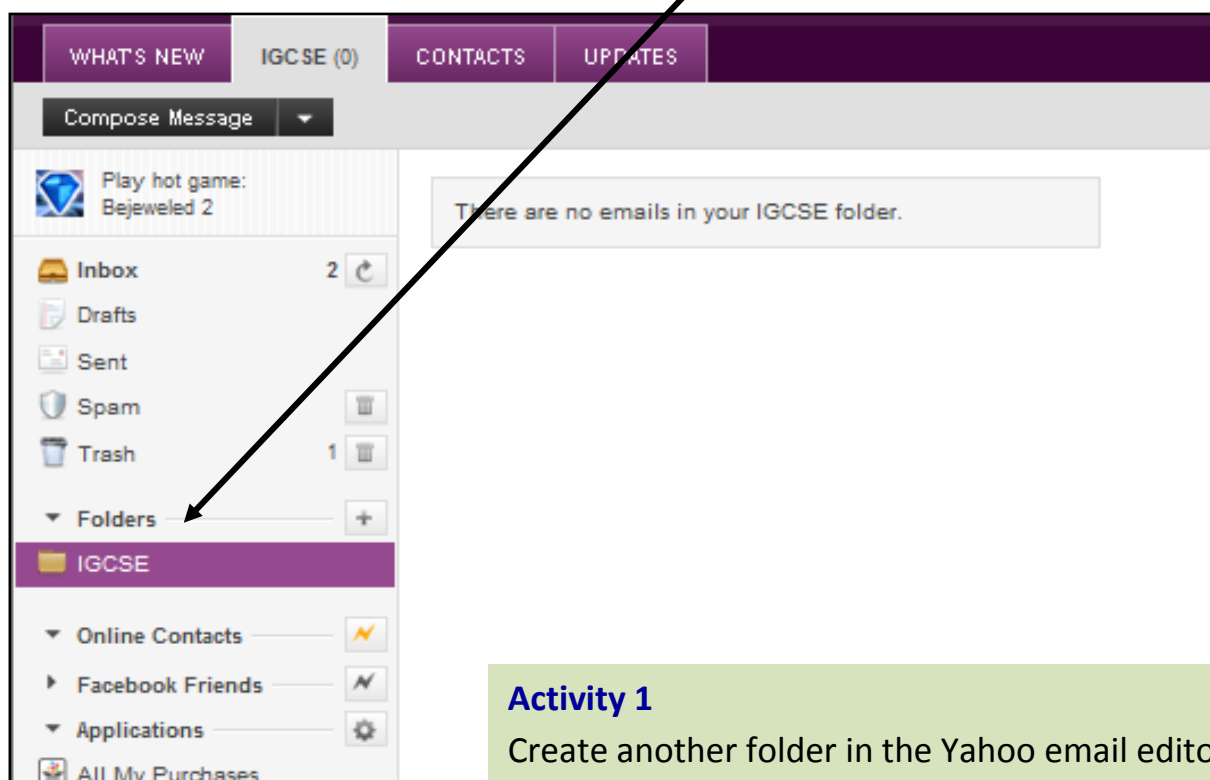 WHAT'S NEW
IGCSE (0)
CONTACTS
UPDATES
Compose Message
Play hot game:
Bejeweled 2
There are no emails in your IGCSE folder.
Inbox 2
Drafts
Sent
Spam
Trash 1
Folders +
IGCSE
Online Contacts
Facebook Friends
Applications
All My Purchases
Activity 1
Create another folder in the Yahoo email edito